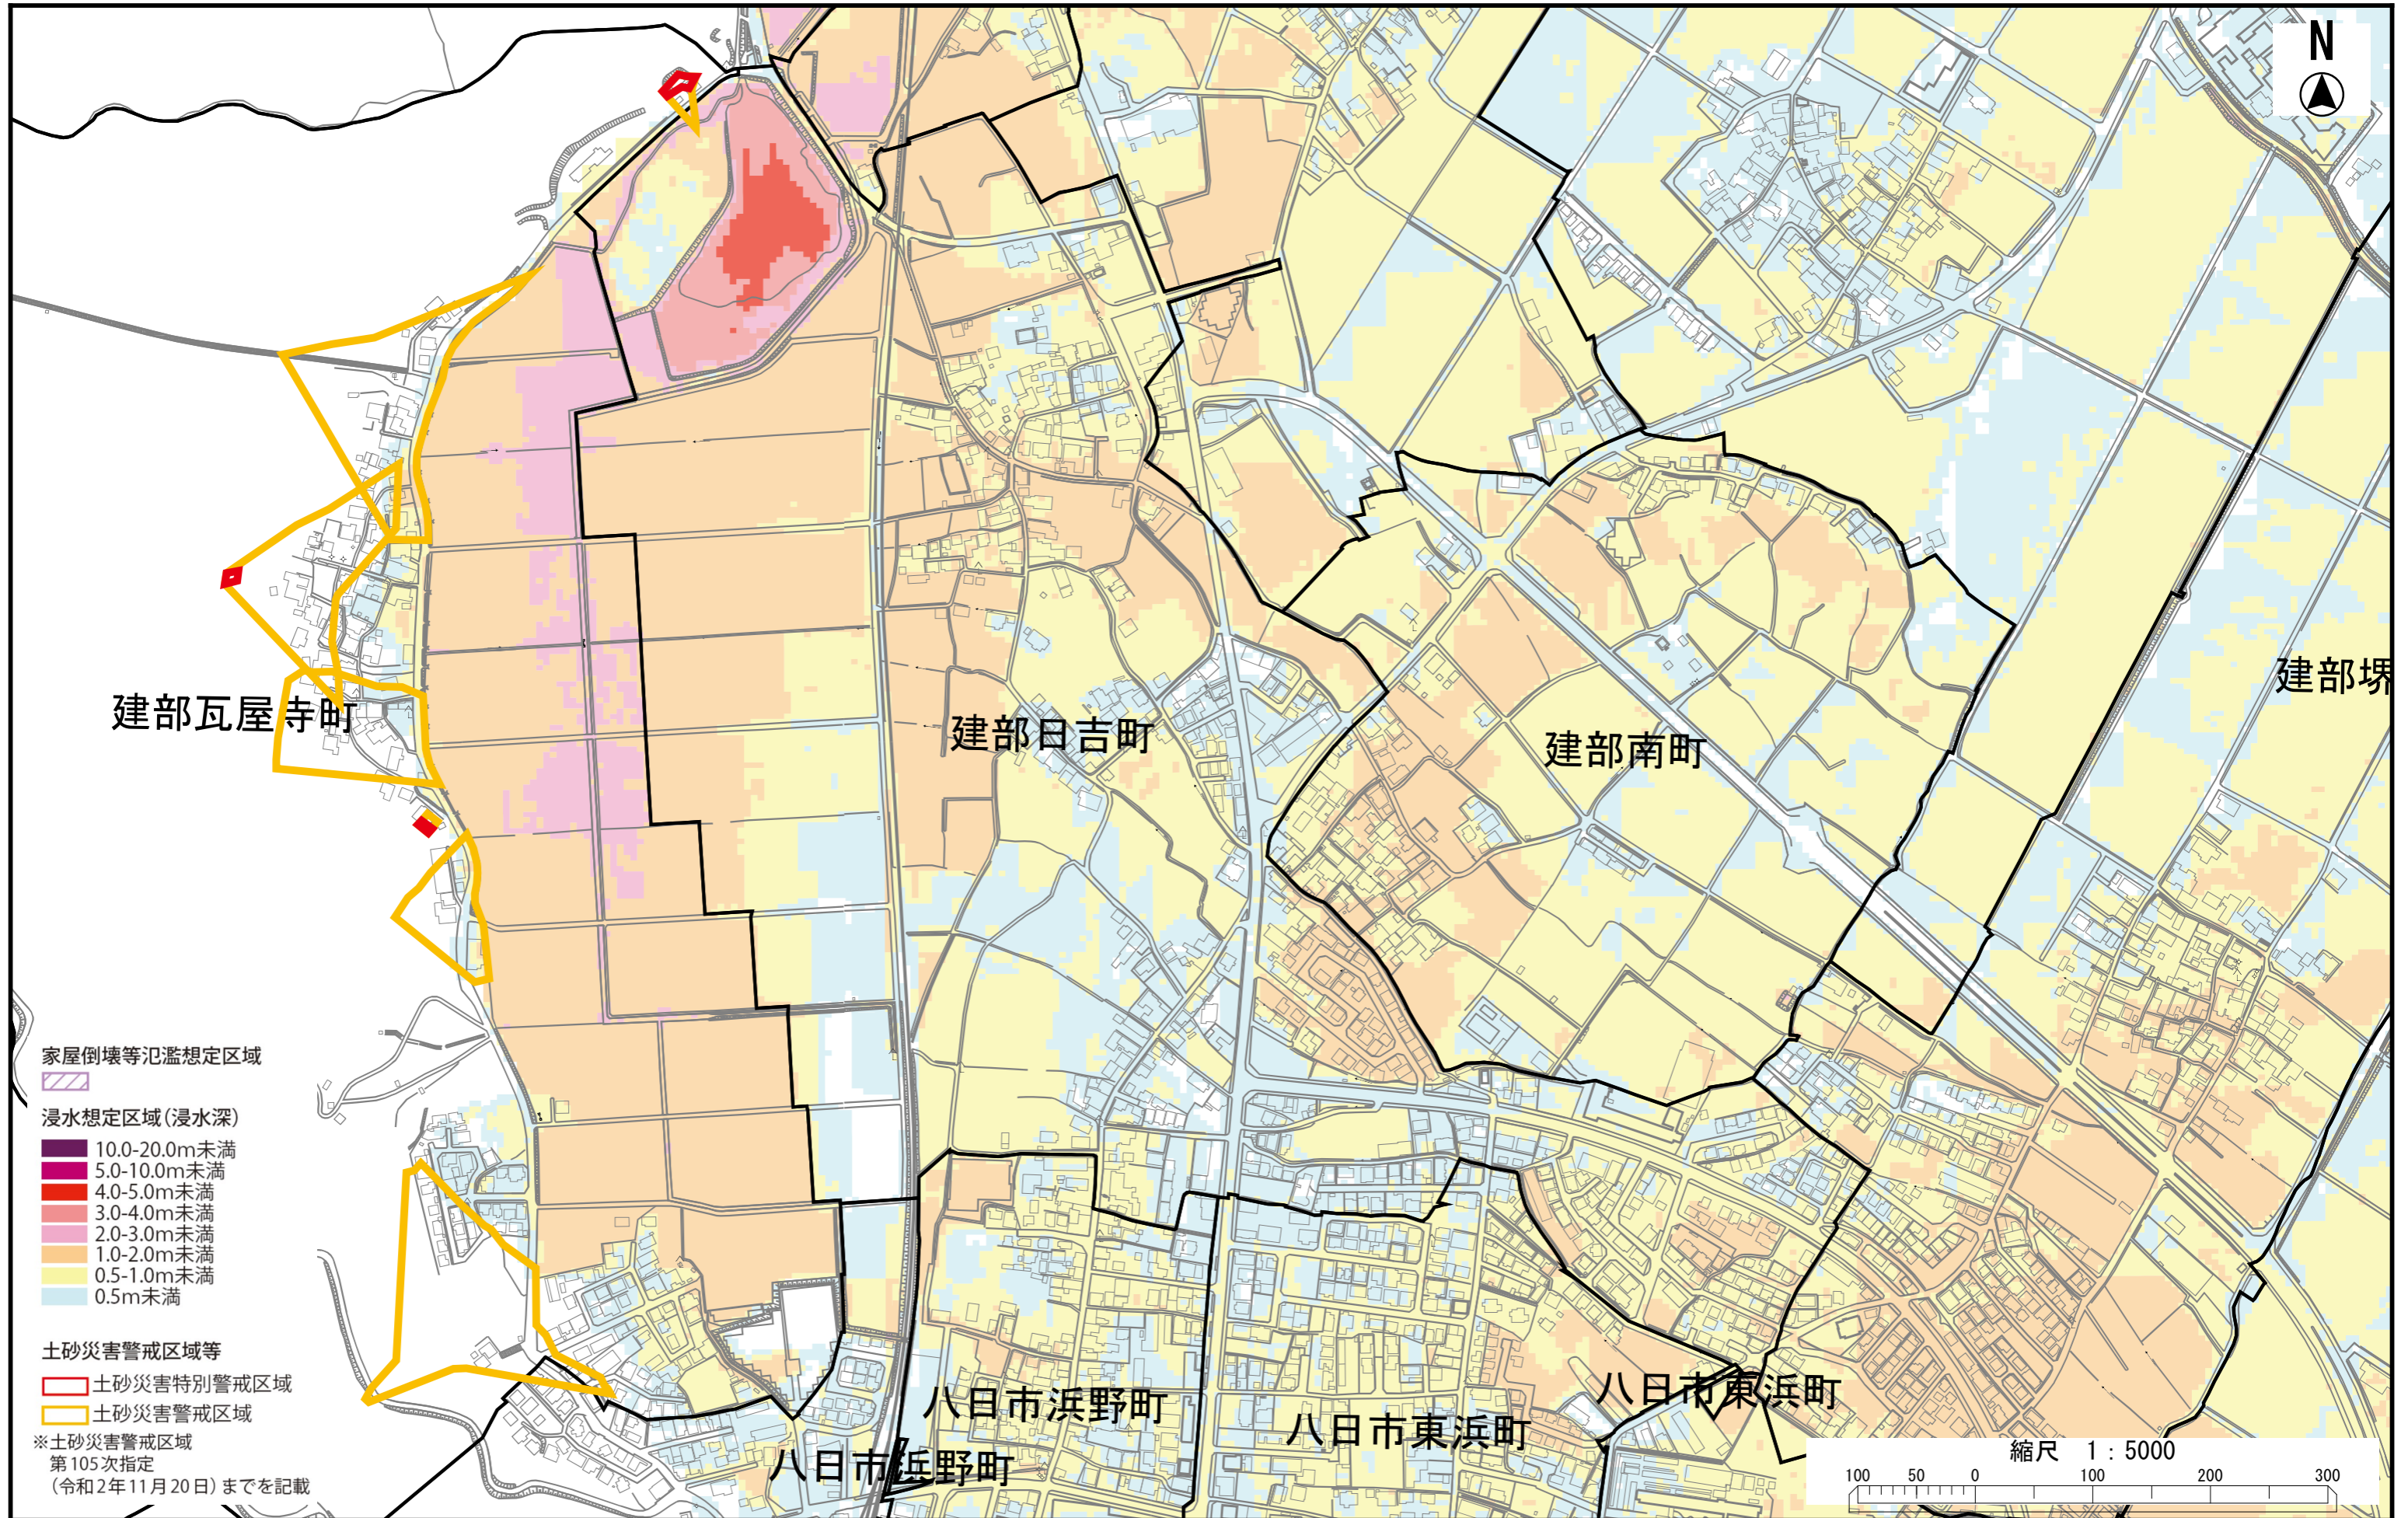 N
建部瓦屋寺町
建部日吉町
建部南町
建部堺
八日市浜野町
八日市浜野町
八日市東浜町
八日市東浜町
家屋倒壊等氾濫想定区域
浸水想定区域(浸水深)
10.0-20.0m未満
5.0-10.0m未満
4.0-5.0m未満
3.0-4.0m未満
2.0-3.0m未満
1.0-2.0m未満
0.5-1.0m未満
0.5m未満
土砂災害警戒区域等
土砂災害特別警戒区域
土砂災害警戒区域
※土砂災害警戒区域
第105次指定
(令和2年11月20日)までを記載
縮尺 1:5000
100 50 0 100 200 300